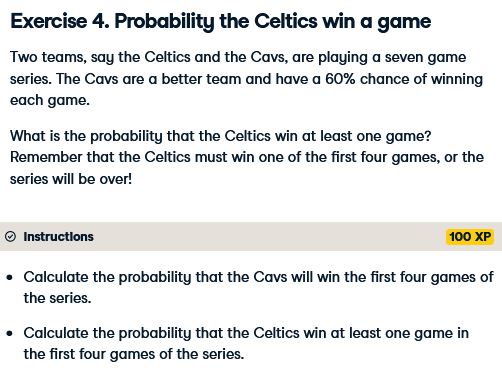 Exercise 4. Probability the Celtics win a game
Two teams, say the Celtics and the Cavs, are playing a seven game
series. The Cavs are a better team and have a 60% chance of winning
each game.
What is the probability that the Celtics win at least one game?
Remember that the Celtics must win one of the first four games, or the
series will be over!
Instructions 100 XP
• Calculate the probability that the Cavs will win the first four games of
the series.
• Calculate the probability that the Celtics win at least one game in
the first four games of the series.